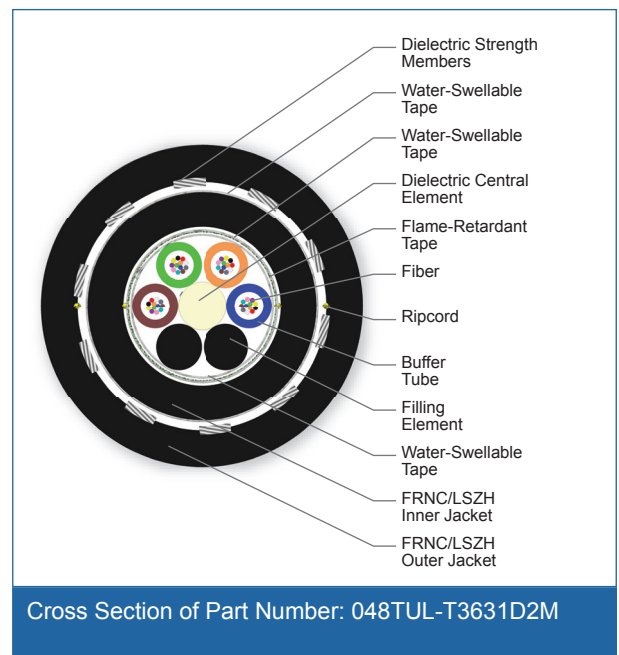 Dielectric Strength
Members
Water-Swellable
Tape
Water-Swellable
Tape
Dielectric Central
Element
Flame-Retardant
Tape
Fiber
Ripcord
Buffer
Tube
Filling
Element
Water-Swellable
Tape
FRNC/LSZH
Inner Jacket
FRNC/LSZH
Outer Jacket
Cross Section of Part Number: 048TUL-T3631D2M